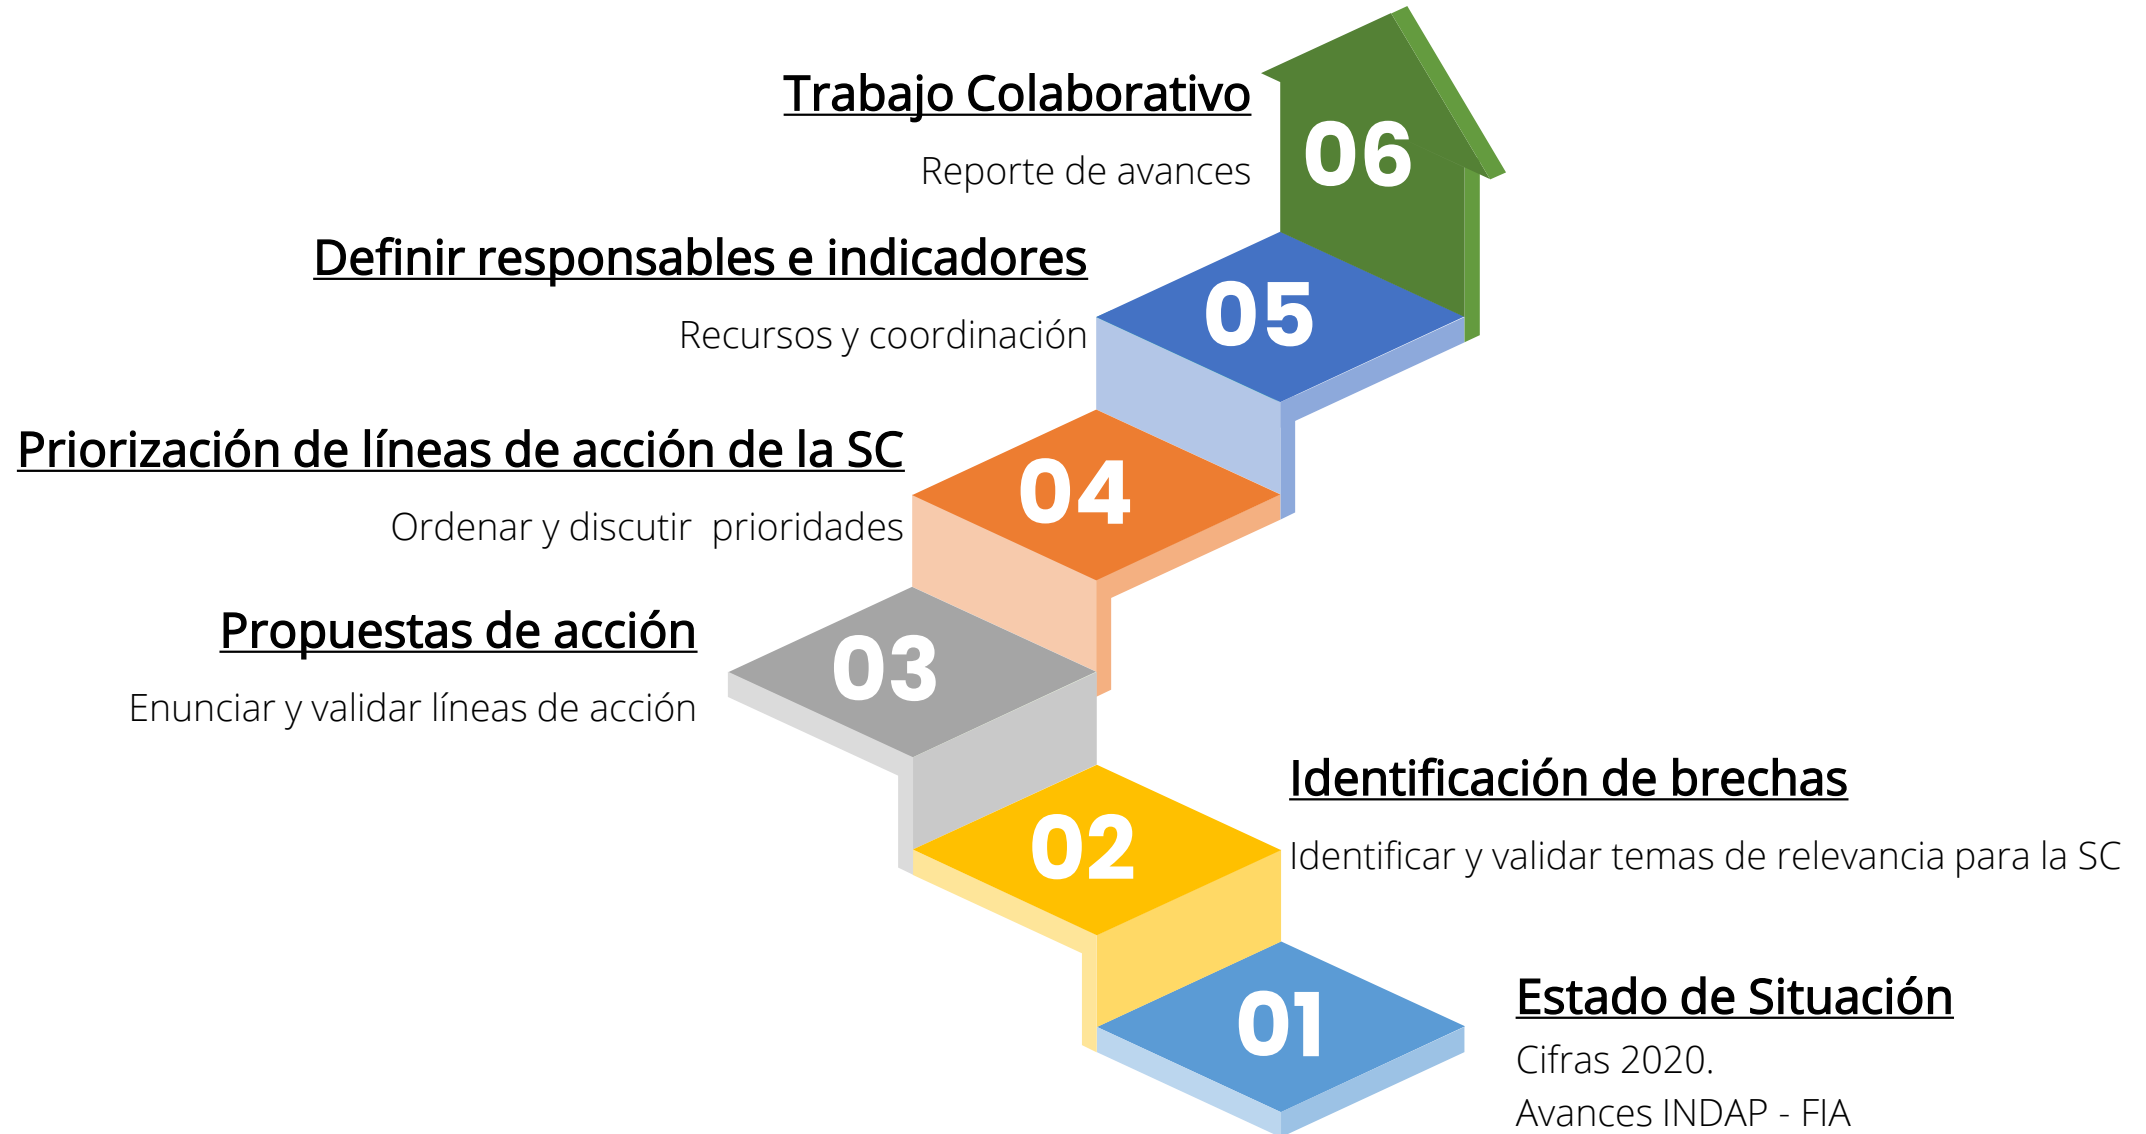 Trabajo Colaborativo
06
Reporte de avances
Definir responsables e indicadores
05
Recursos y coordinación
Priorización de líneas de acción de la SC
04
Ordenar y discutir  prioridades
Propuestas de acción
03
Enunciar y validar líneas de acción
Identificación de brechas
02
Identificar y validar temas de relevancia para la SC
Estado de Situación
01
Cifras 2020.
Avances INDAP - FIA